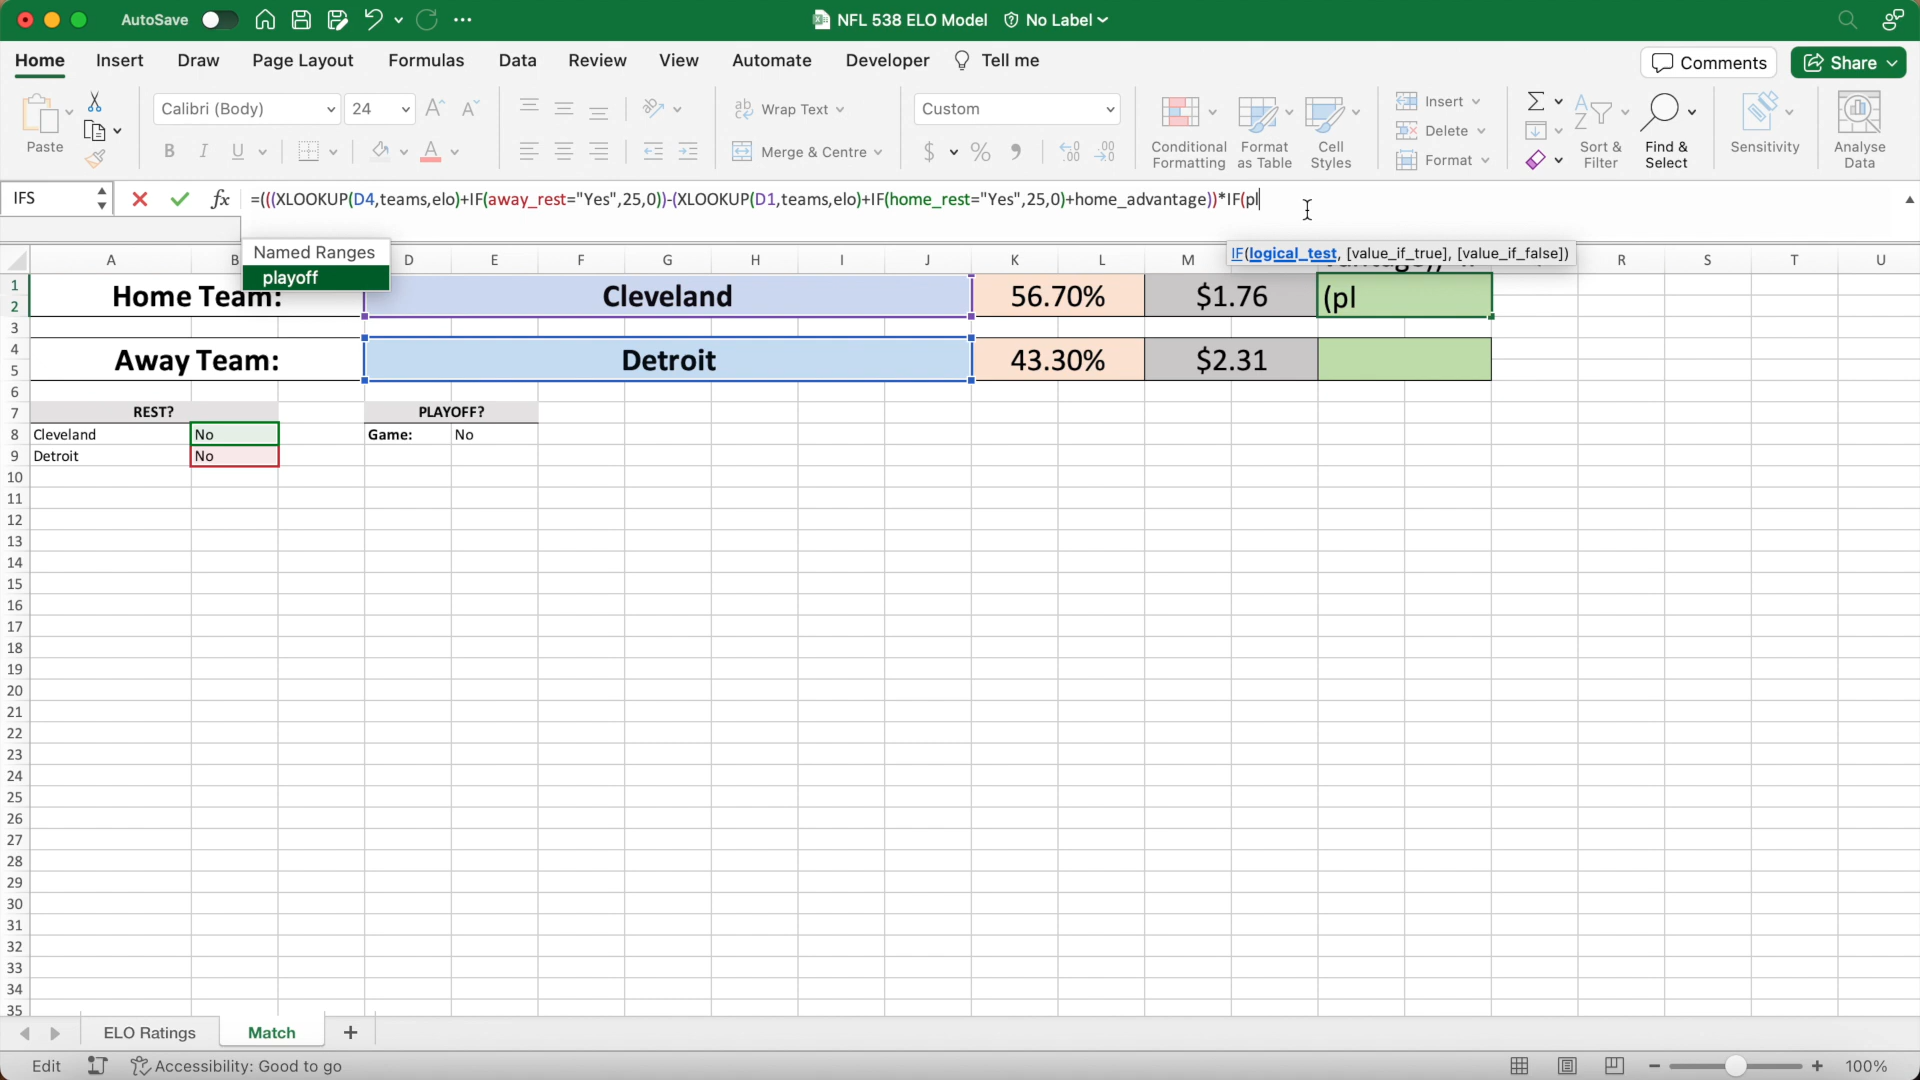 AutoSave NFL 538 ELO Model No Label
Home Insert Draw Page Layout Formulas Data Review View Automate Developer Tell me Comments Share
Paste Calibri (Body) 24 A^ A B I U A ab Wrap Text Merge & Centre Custom $ % Conditional Formatting Format as Table Cell Styles Insert Delete Format Sort & Filter Find & Select Sensitivity Analyse Data
IFS fx =(((XLOOKUP(D4,teams,elo)+IF(away_rest="Yes",25,0))-(XLOOKUP(D1,teams,elo)+IF(home_rest="Yes",25,0)+home_advantage))*IF(pl
Named Ranges
playoff
IF(logical_test, [value_if_true], [value_if_false])
A B D E F G H I J K L M R S T U
1 Home Team: Cleveland 56.70% $1.76 (pl
2
3
4 Away Team: Detroit 43.30% $2.31
5
6
7 REST? PLAYOFF?
8 Cleveland No Game: No
9 Detroit No
10
11
12
13
14
15
16
17
18
19
20
21
22
23
24
25
26
27
28
29
30
31
32
33
34
35
ELO Ratings Match +
Edit Accessibility: Good to go 100%